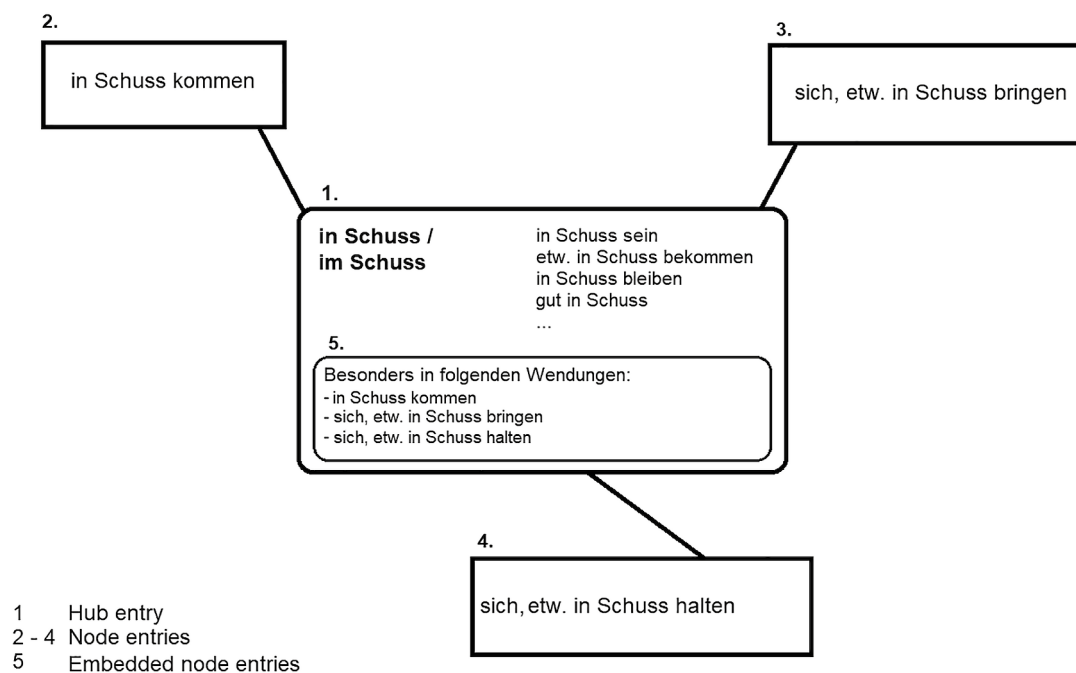 2.
in Schuss kommen
3.
sich, etw. in Schuss bringen
1.
in Schuss /
im Schuss
in Schuss sein
etw. in Schuss bekommen
in Schuss bleiben
gut in Schuss
...
5.
Besonders in folgenden Wendungen:
- in Schuss kommen
- sich, etw. in Schuss bringen
- sich, etw. in Schuss halten
4.
sich, etw. in Schuss halten
1 Hub entry
2 - 4 Node entries
5 Embedded node entries